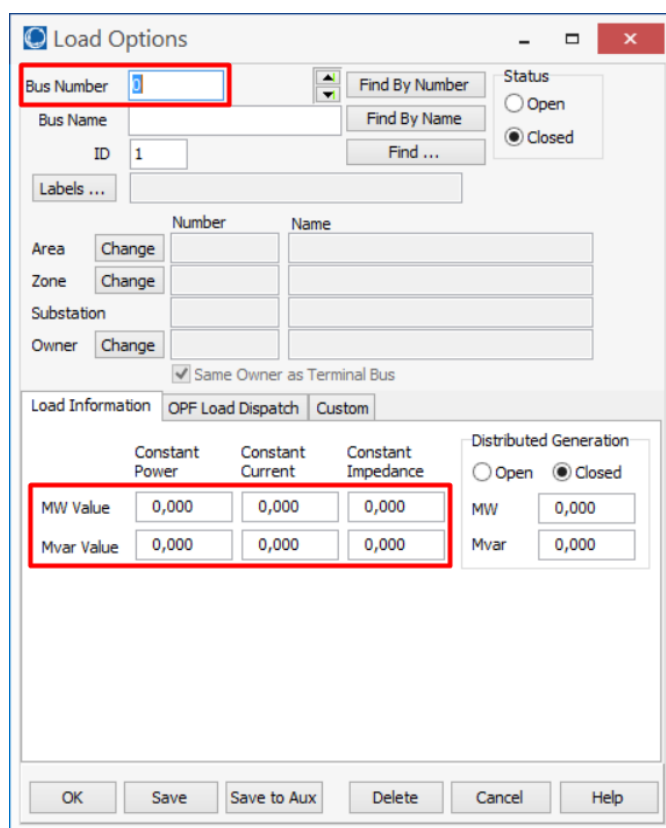 Load Options
Bus Number 0 Find By Number Status
Open
Bus Name Find By Name
Closed
ID 1 Find ...
Labels ...
Number Name
Area Change
Zone Change
Substation
Owner Change
Same Owner as Terminal Bus
Load Information OPF Load Dispatch Custom
Constant Power Constant Current Constant Impedance Distributed Generation
Open Closed
MW Value 0,000 0,000 0,000 MW 0,000
Mvar Value 0,000 0,000 0,000 Mvar 0,000
OK Save Save to Aux Delete Cancel Help